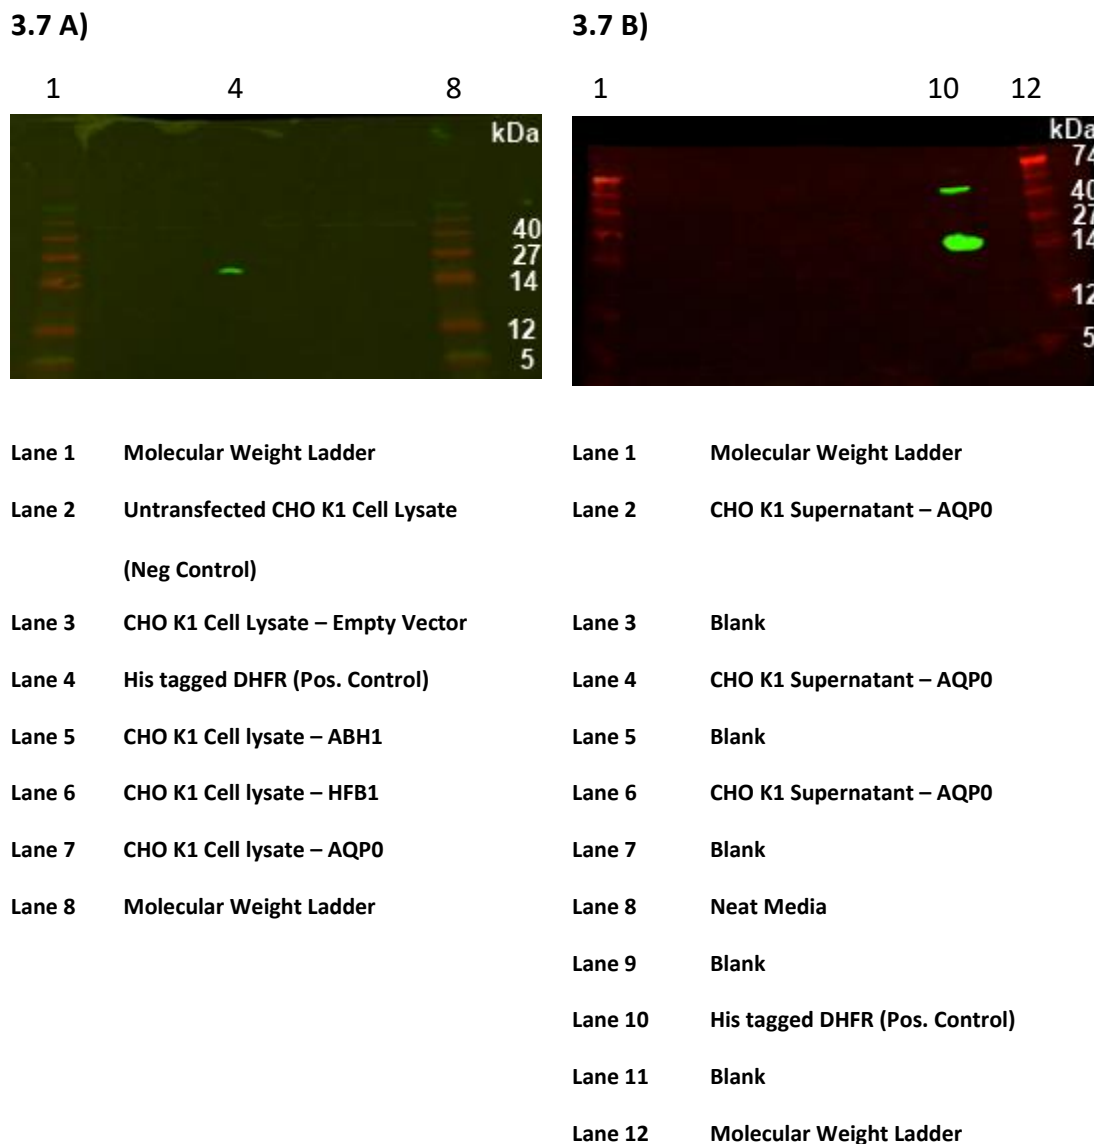 3.7 A)
1 4 8
kDa
40
27
14
12
5
Lane 1 Molecular Weight Ladder
Lane 2 Untransfected CHO K1 Cell Lysate
(Neg Control)
Lane 3 CHO K1 Cell Lysate – Empty Vector
Lane 4 His tagged DHFR (Pos. Control)
Lane 5 CHO K1 Cell lysate – ABH1
Lane 6 CHO K1 Cell lysate – HFB1
Lane 7 CHO K1 Cell lysate – AQP0
Lane 8 Molecular Weight Ladder
3.7 B)
1 10 12
kDa
74
40
27
14
12
5
Lane 1 Molecular Weight Ladder
Lane 2 CHO K1 Supernatant – AQP0
Lane 3 Blank
Lane 4 CHO K1 Supernatant – AQP0
Lane 5 Blank
Lane 6 CHO K1 Supernatant – AQP0
Lane 7 Blank
Lane 8 Neat Media
Lane 9 Blank
Lane 10 His tagged DHFR (Pos. Control)
Lane 11 Blank
Lane 12 Molecular Weight Ladder